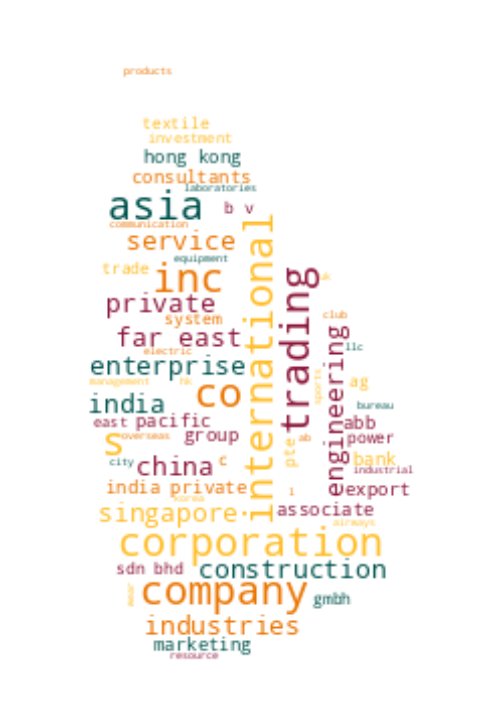 products
textile
investment
hong kong
consultants
laboratories
asia
b v
communication
service
equipment
international
trade
inc
trading
uk
private
system
club
far east
engineering
electric
llc
enterprise
management
hk
co
sports
ag
india
bureau
east
pacific
abb
s
overseas
group
ab
power
city
china
c
pte
bank
industrial
india private
i
export
korea
singapore
associate
airways
corporation
sdn bhd
construction
near
company
gmbh
industries
marketing
resource